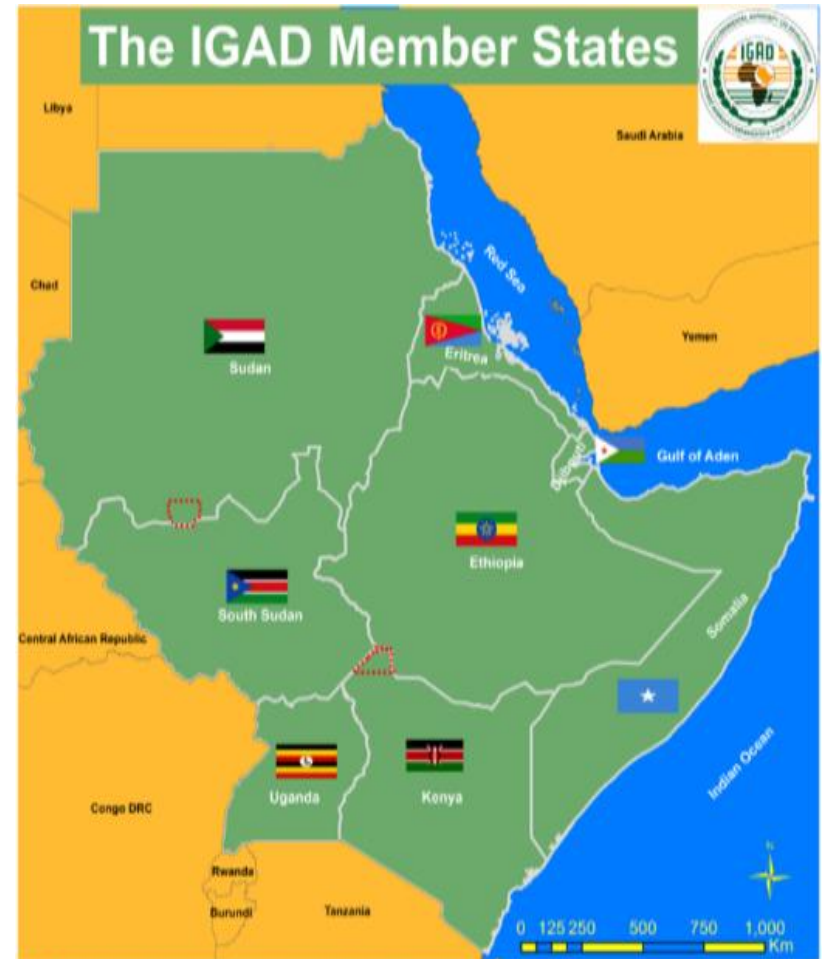 The IGAD Member States
IGAD
Libya
Saudi Arabia
Chad
Red Sea
Yemen
Sudan
Eritrea
Djibouti
Gulf of Aden
Ethiopia
South Sudan
Somalia
Central African Republic
Indian Ocean
Uganda
Kenya
Congo DRC
Rwanda
Burundi
Tanzania
N
0 125 250 500 750 1,000
Km